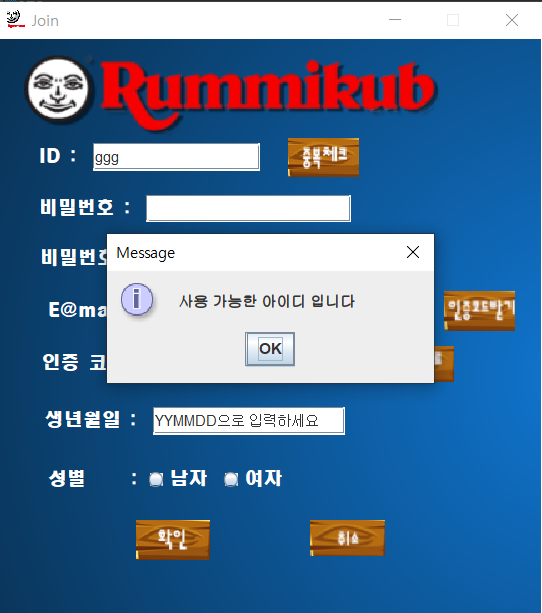 Join
Rummikub
ID : ggg 중복체크
비밀번호 :
비밀번호
Message
사용 가능한 아이디 입니다
OK
E@ma
인증코드받기
인증 코
생년월일 : YYMMDD으로 입력하세요
성별 : 남자 여자
확인 취소